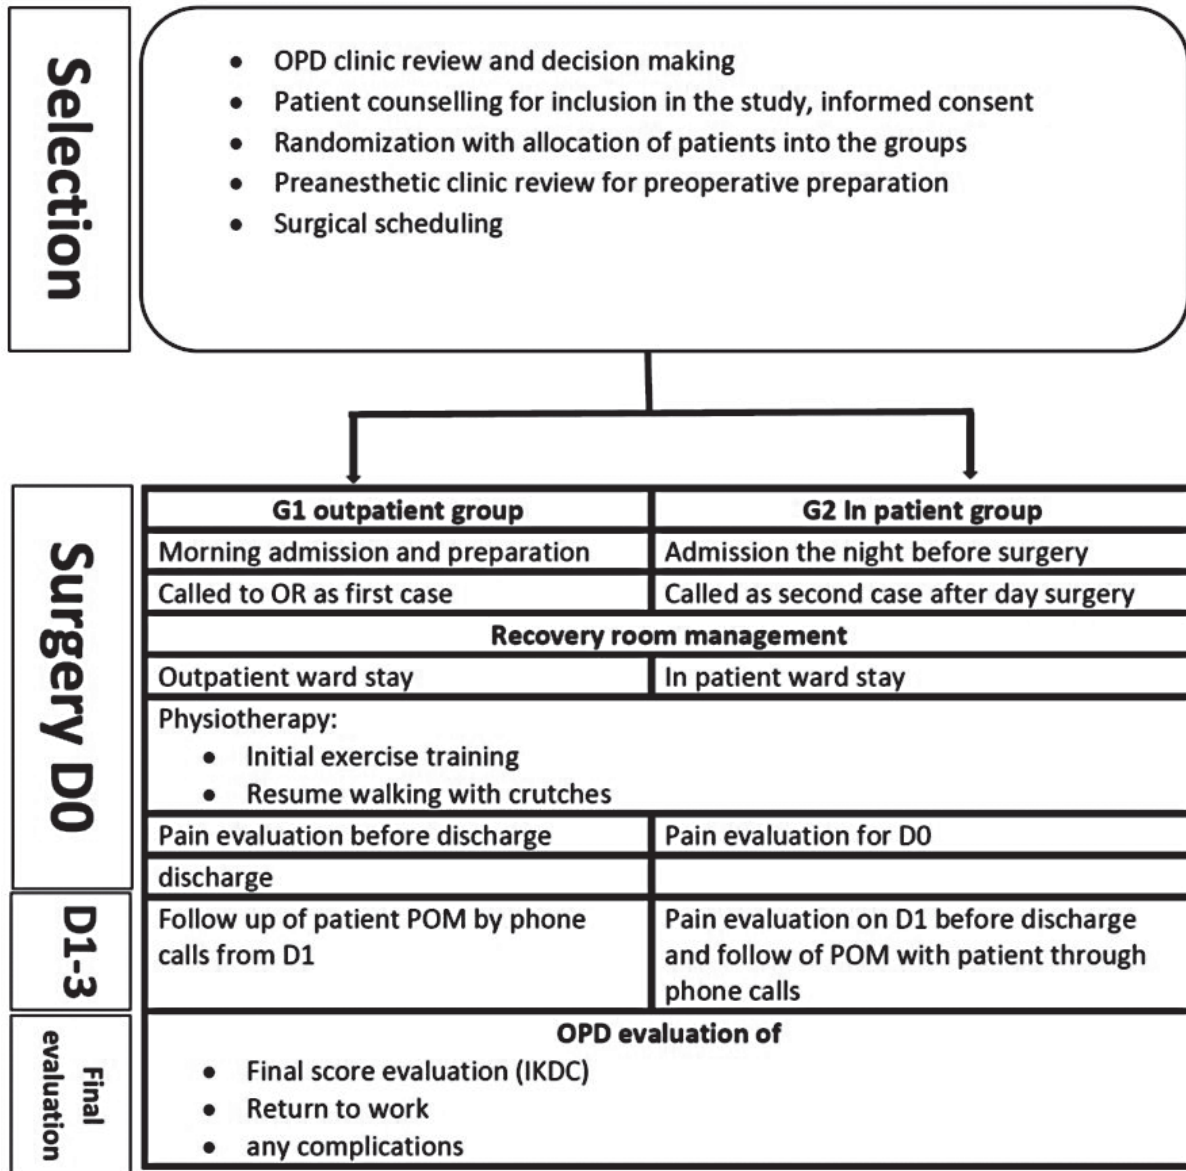 Selection
• OPD clinic review and decision making
• Patient counselling for inclusion in the study, informed consent
• Randomization with allocation of patients into the groups
• Preanesthetic clinic review for preoperative preparation
• Surgical scheduling
Surgery D0
G1 outpatient group
G2 In patient group
Morning admission and preparation
Admission the night before surgery
Called to OR as first case
Called as second case after day surgery
Recovery room management
Outpatient ward stay
In patient ward stay
Physiotherapy:
• Initial exercise training
• Resume walking with crutches
Pain evaluation before discharge
Pain evaluation for D0
discharge
D1-3
Follow up of patient POM by phone
calls from D1
Pain evaluation on D1 before discharge
and follow of POM with patient through
phone calls
Final
evaluation
OPD evaluation of
• Final score evaluation (IKDC)
• Return to work
• any complications